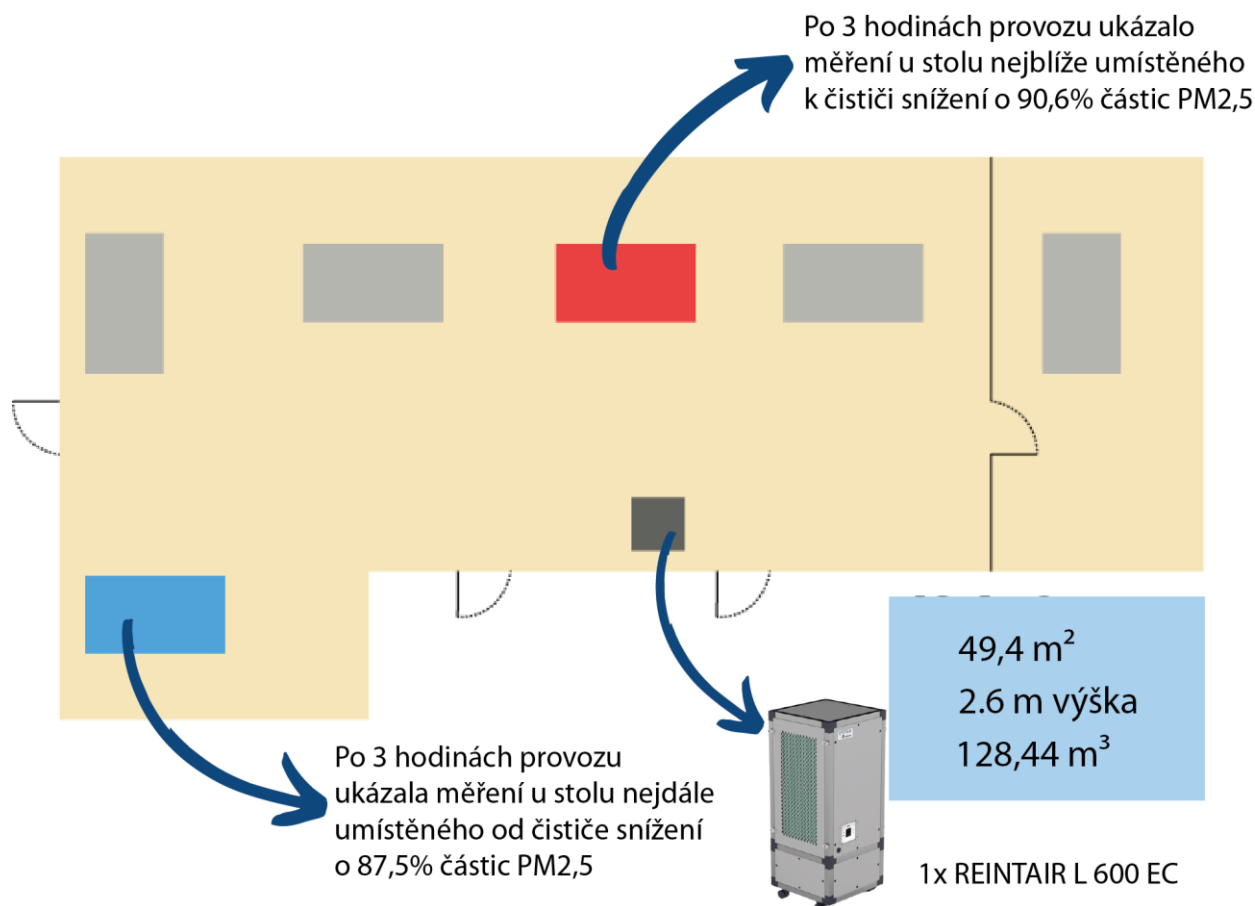 Po 3 hodinách provozu ukázalo
měření u stolu nejblíže umístěného
k čističi snížení o 90,6% částic PM2,5
49,4 m²
2.6 m výška
128,44 m³
Po 3 hodinách provozu
ukázala měření u stolu nejdále
umístěného od čističe snížení
o 87,5% částic PM2,5
1x REINTAIR L 600 EC